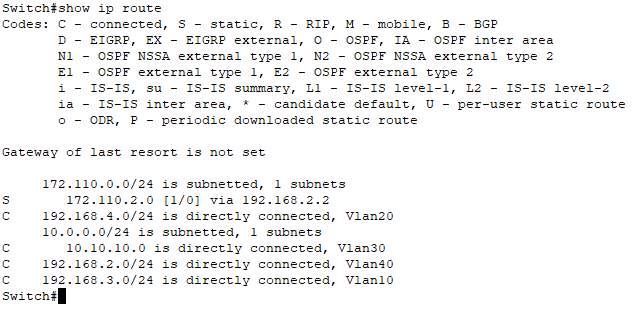 Switch#show ip route
Codes: C - connected, S - static, R - RIP, M - mobile, B - BGP
D - EIGRP, EX - EIGRP external, O - OSPF, IA - OSPF inter area
N1 - OSPF NSSA external type 1, N2 - OSPF NSSA external type 2
E1 - OSPF external type 1, E2 - OSPF external type 2
i - IS-IS, su - IS-IS summary, L1 - IS-IS level-1, L2 - IS-IS level-2
ia - IS-IS inter area, * - candidate default, U - per-user static route
o - ODR, P - periodic downloaded static route
Gateway of last resort is not set
172.110.0.0/24 is subnetted, 1 subnets
S 172.110.2.0 [1/0] via 192.168.2.2
C 192.168.4.0/24 is directly connected, Vlan20
10.0.0.0/24 is subnetted, 1 subnets
C 10.10.10.0 is directly connected, Vlan30
C 192.168.2.0/24 is directly connected, Vlan40
C 192.168.3.0/24 is directly connected, Vlan10
Switch#